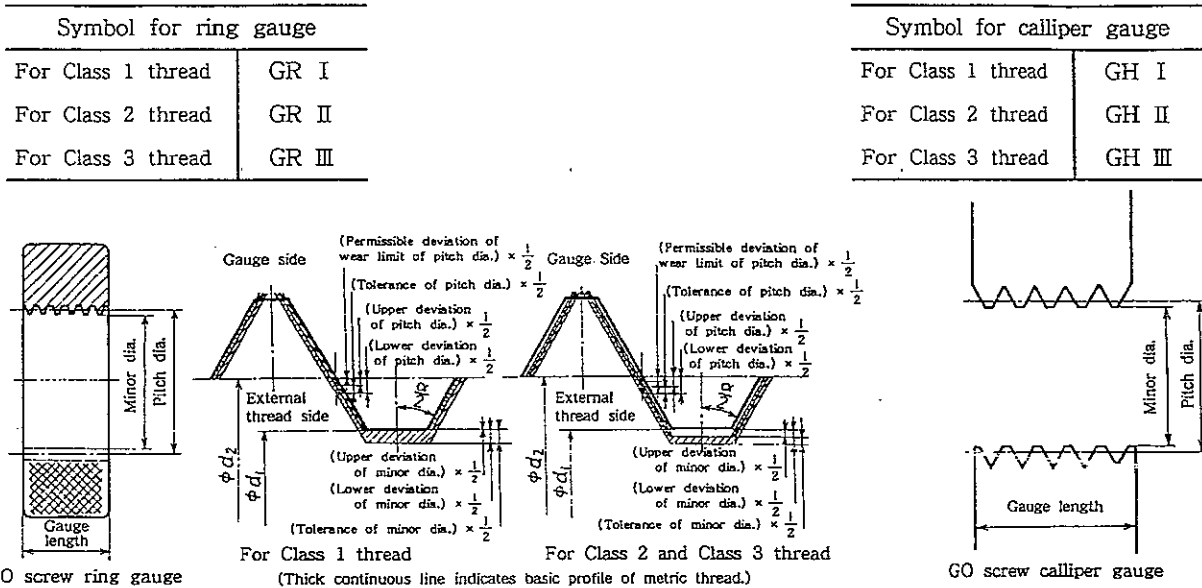 Symbol for ring gauge
For Class 1 thread GR I
For Class 2 thread GR II
For Class 3 thread GR III
Symbol for calliper gauge
For Class 1 thread GH I
For Class 2 thread GH II
For Class 3 thread GH III
Minor dia.
Pitch dia.
Gauge
length
O screw ring gauge
Gauge side
(Permissible deviation of
wear limit of pitch dia.) × 1/2
(Tolerance of pitch dia.) × 1/2
(Upper deviation
of pitch dia.) × 1/2
(Lower deviation
of pitch dia.) × 1/2
External
thread side
α/2
φd₂
φd₁
(Upper deviation
of minor dia.) × 1/2
(Lower deviation
of minor dia.) × 1/2
(Tolerance of minor dia.) × 1/2
For Class 1 thread
Gauge Side
(Permissible deviation of
wear limit of pitch dia.) × 1/2
(Tolerance of pitch dia.) × 1/2
(Upper deviation
of pitch dia.) × 1/2
(Lower deviation
of pitch dia.) × 1/2
External
thread side
α/2
φd₂
φd₁
(Upper deviation
of minor dia.) × 1/2
(Lower deviation
of minor dia.) × 1/2
(Tolerance of minor dia.) × 1/2
For Class 2 and Class 3 thread
(Thick continuous line indicates basic profile of metric thread.)
Minor dia.
Pitch dia.
Gauge length
GO screw calliper gauge